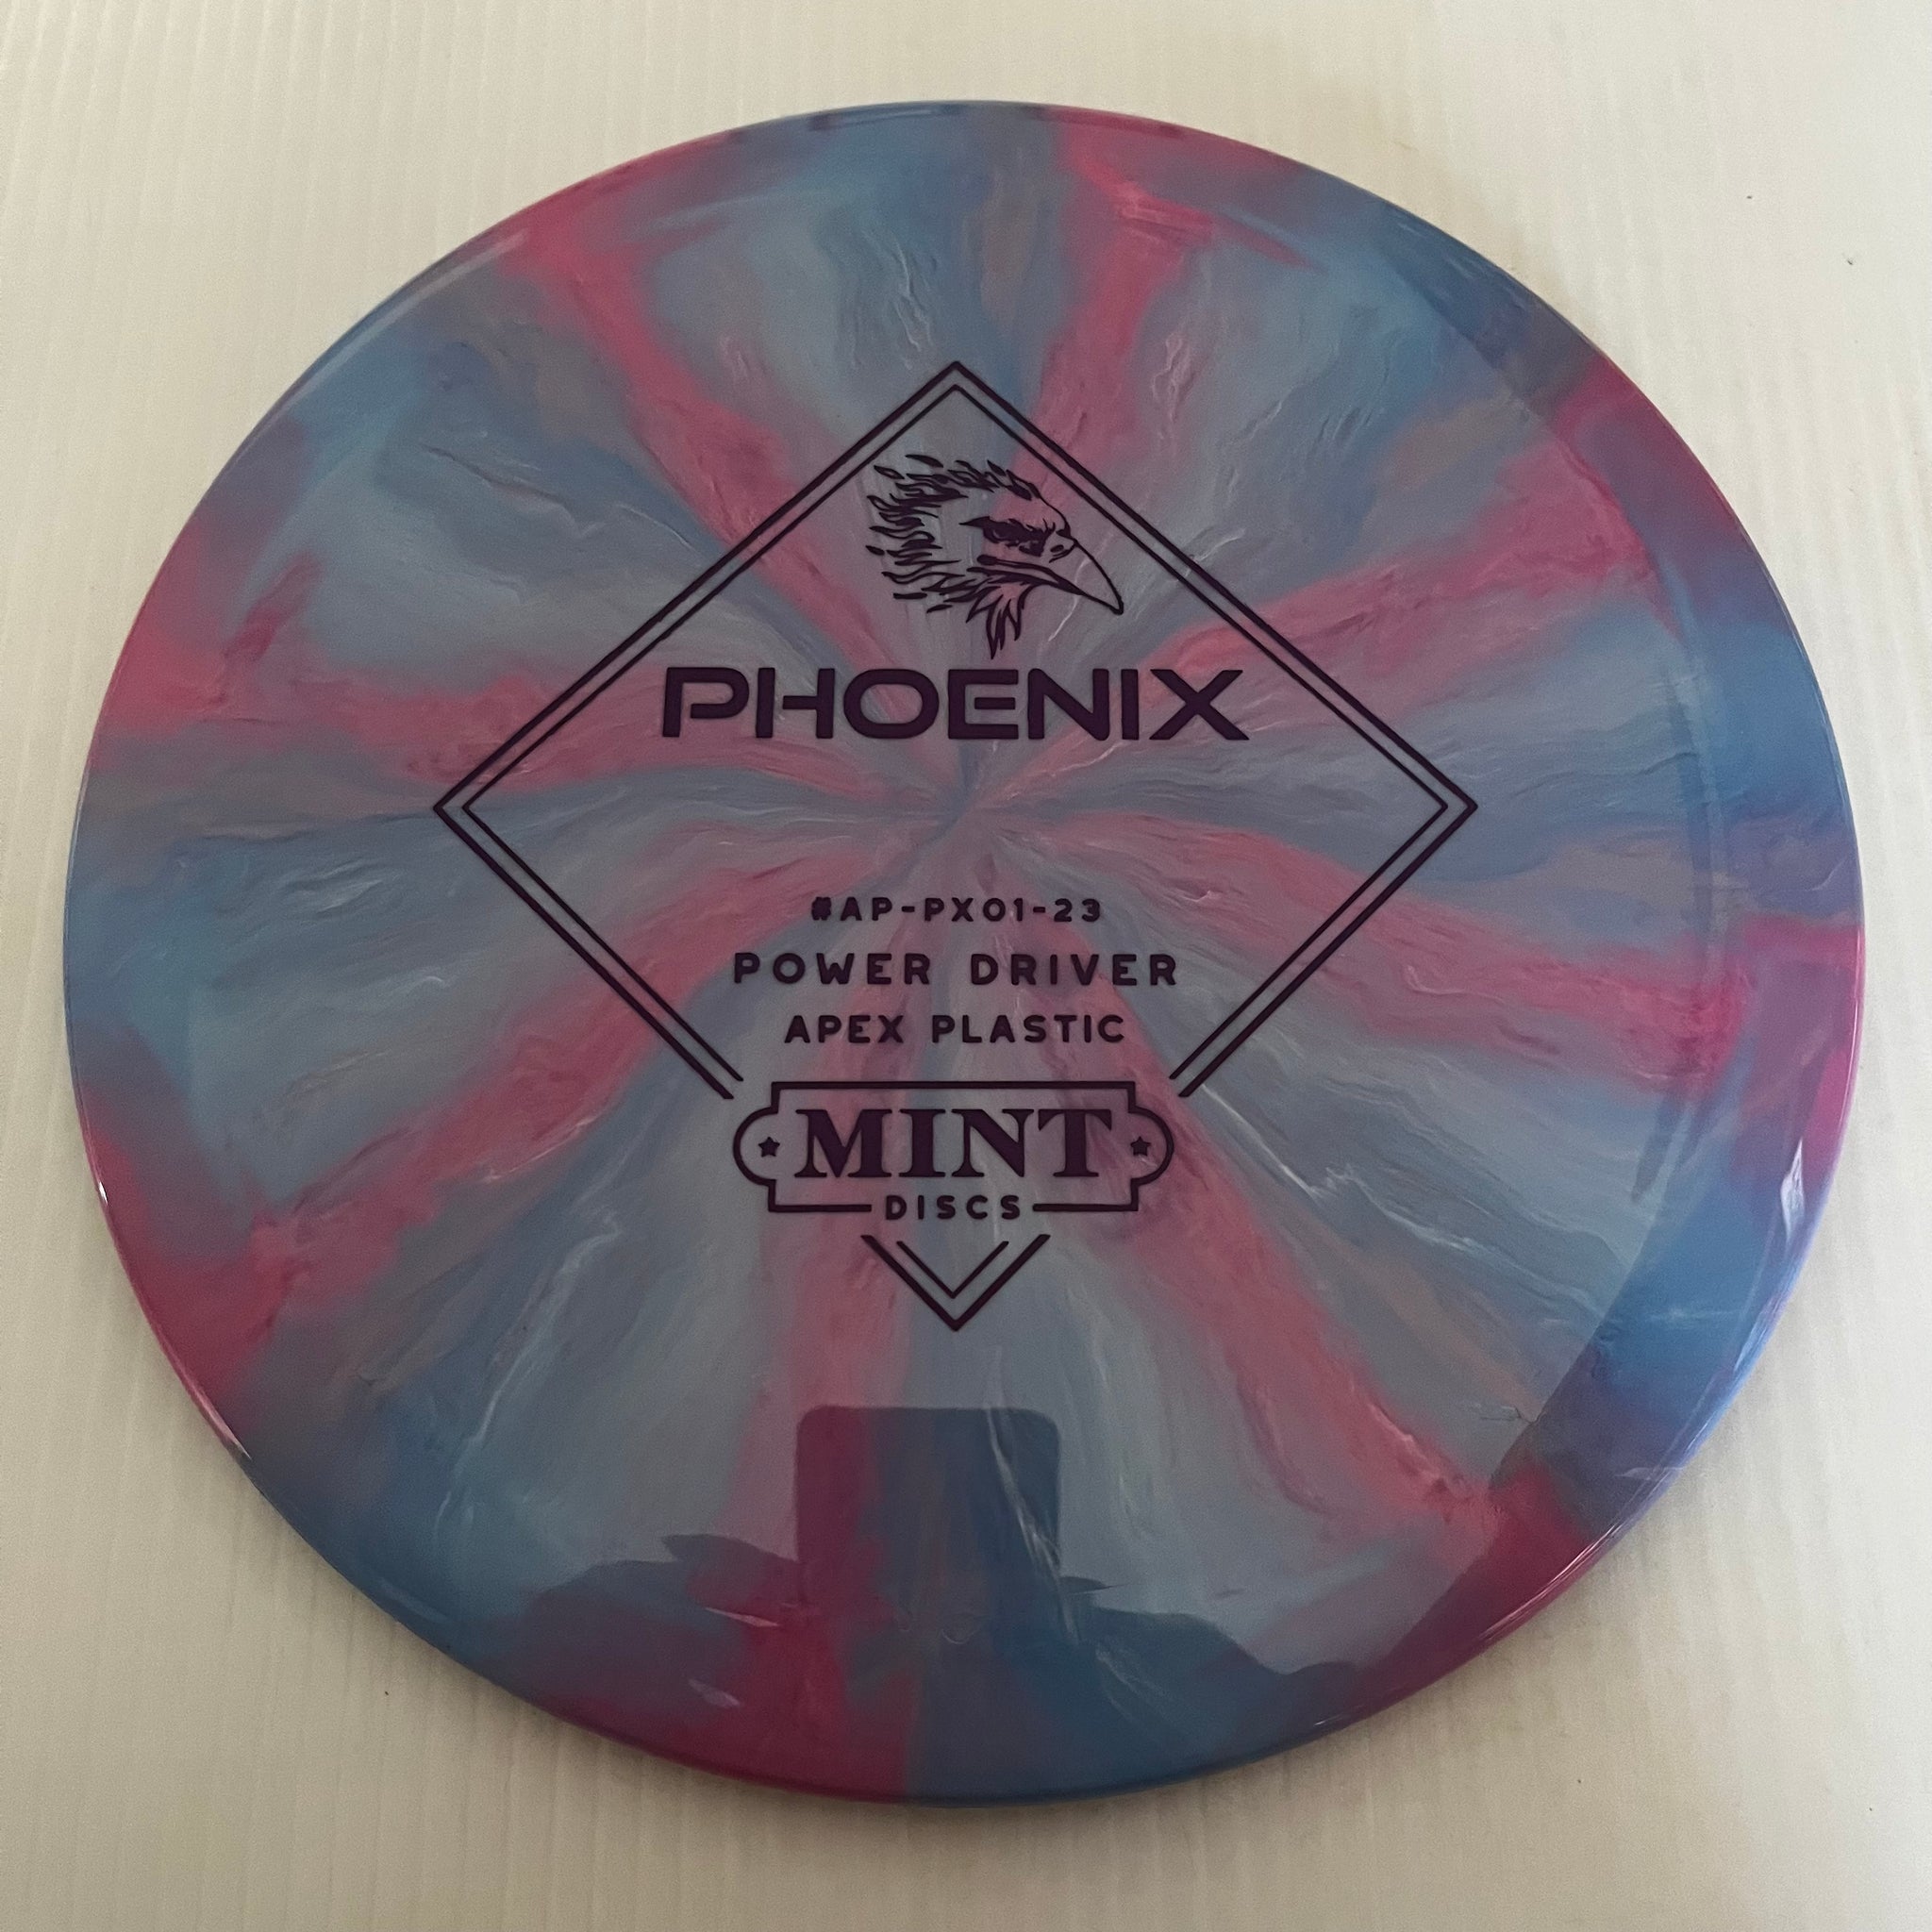 PHOENIX
#AP-PX01-23
POWER DRIVER
APEX PLASTIC
MINT
DISCS